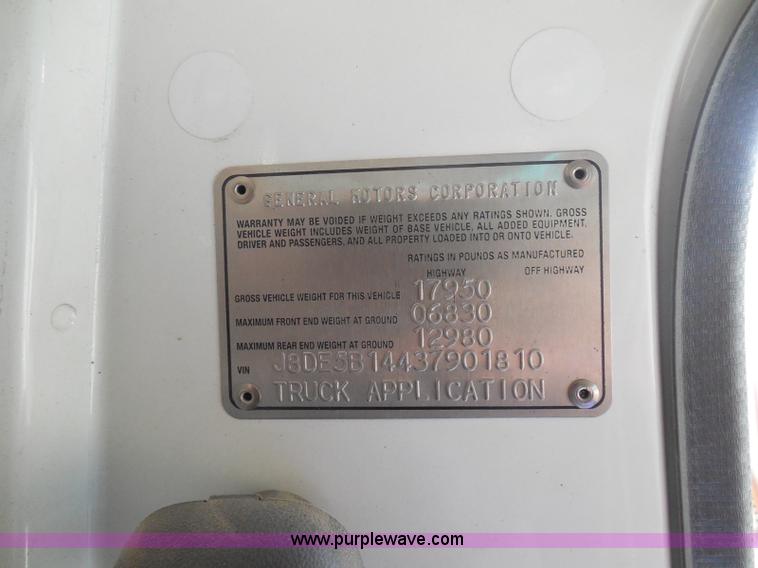 GENERAL MOTORS CORPORATION
WARRANTY MAY BE VOIDED IF WEIGHT EXCEEDS ANY RATINGS SHOWN. GROSS
VEHICLE WEIGHT INCLUDES WEIGHT OF BASE VEHICLE, ALL ADDED EQUIPMENT,
DRIVER AND PASSENGERS, AND ALL PROPERTY LOADED INTO OR ONTO VEHICLE.
RATINGS IN POUNDS AS MANUFACTURED
HIGHWAY OFF HIGHWAY
GROSS VEHICLE WEIGHT FOR THIS VEHICLE 17950
MAXIMUM FRONT END WEIGHT AT GROUND 06830
MAXIMUM REAR END WEIGHT AT GROUND 12980
VIN J8DE5B14437901810
TRUCK APPLICATION
www.purplewave.com